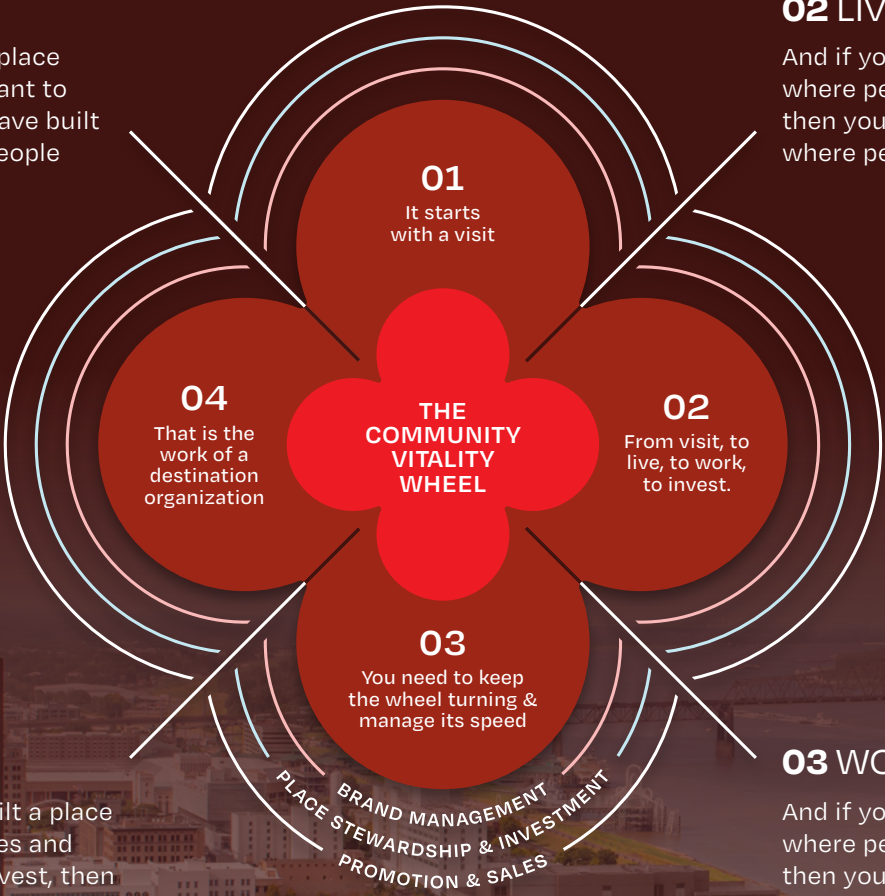 place
ant to
ave built
eople
02 LIV
And if yo
where pe
then you
where pe
01
It starts
with a visit
04
That is the
work of a
destination
organization
THE
COMMUNITY
VITALITY
WHEEL
02
From visit, to
live, to work,
to invest.
03
You need to keep
the wheel turning &
manage its speed
BRAND MANAGEMENT
PLACE STEWARDSHIP & INVESTMENT
PROMOTION & SALES
ilt a place
es and
vest, then
03 WO
And if yo
where pe
then you